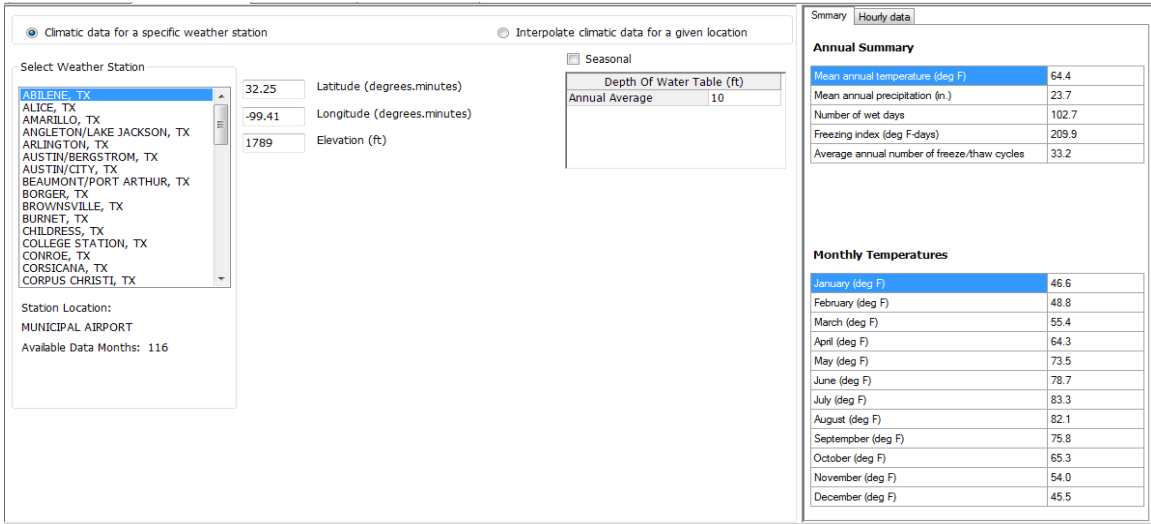 Climatic data for a specific weather station
Interpolate climatic data for a given location
Select Weather Station
ABILENE, TX
ALICE, TX
AMARILLO, TX
ANGLETON/LAKE JACKSON, TX
ARLINGTON, TX
AUSTIN/BERGSTROM, TX
AUSTIN/CITY, TX
BEAUMONT/PORT ARTHUR, TX
BORGER, TX
BROWNSVILLE, TX
BURNET, TX
CHILDRESS, TX
COLLEGE STATION, TX
CONROE, TX
CORSICANA, TX
CORPUS CHRISTI, TX
Station Location:
MUNICIPAL AIRPORT
Available Data Months: 116
32.25 Latitude (degrees.minutes)
-99.41 Longitude (degrees.minutes)
1789 Elevation (ft)
Seasonal
Depth Of Water Table (ft)
Annual Average 10
Smmary Hourly data
Annual Summary
Mean annual temperature (deg F) 64.4
Mean annual precipitation (in.) 23.7
Number of wet days 102.7
Freezing index (deg F-days) 209.9
Average annual number of freeze/thaw cycles 33.2
Monthly Temperatures
January (deg F) 46.6
February (deg F) 48.8
March (deg F) 55.4
April (deg F) 64.3
May (deg F) 73.5
June (deg F) 78.7
July (deg F) 83.3
August (deg F) 82.1
Septempber (deg F) 75.8
October (deg F) 65.3
November (deg F) 54.0
December (deg F) 45.5